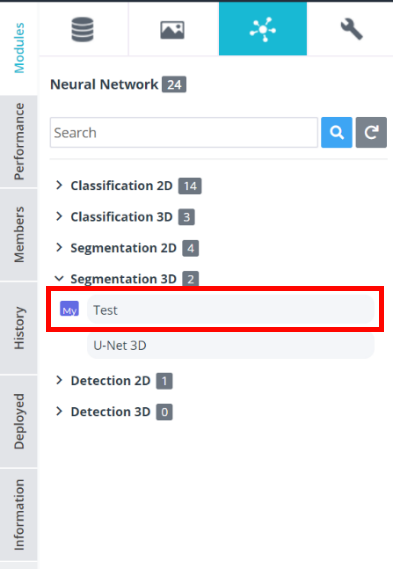 Modules
Performance
Members
History
Deployed
Information
Neural Network 24
Search
Classification 2D 14
Classification 3D 3
Segmentation 2D 4
Segmentation 3D 2
My Test
U-Net 3D
Detection 2D 1
Detection 3D 0